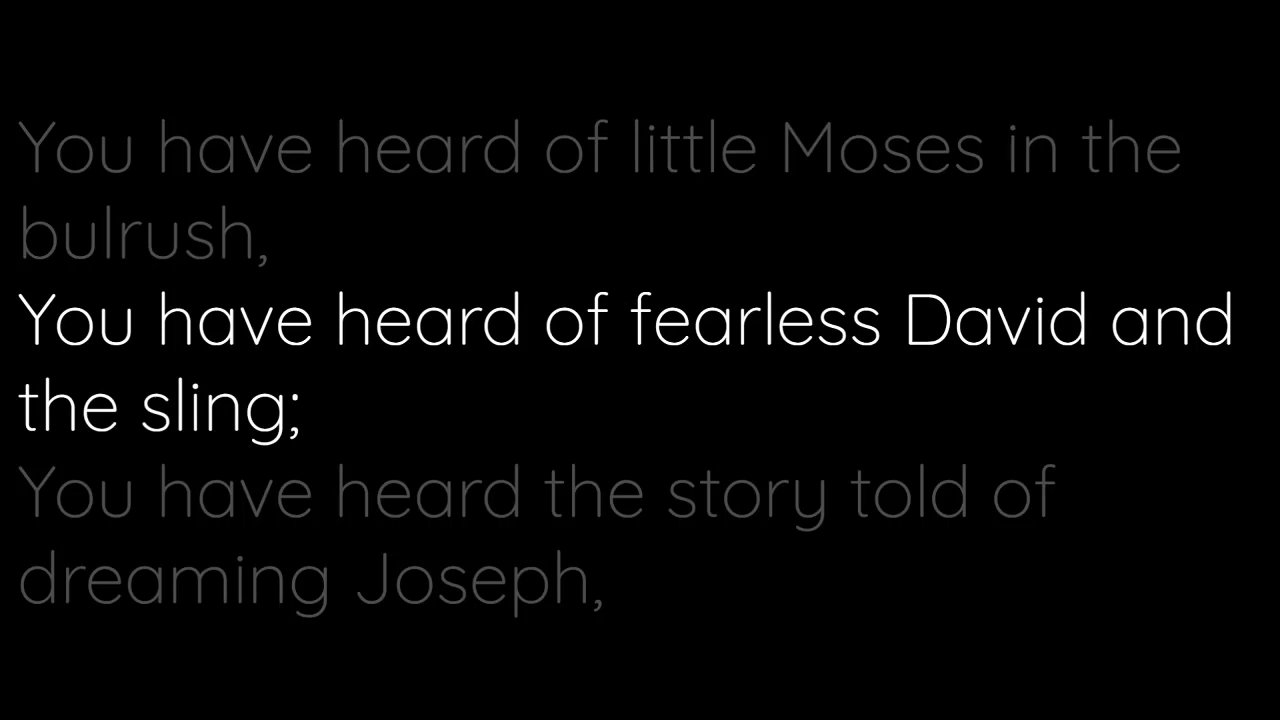 You have heard of little Moses in the
bulrush,
You have heard of fearless David and
the sling;
You have heard the story told of
dreaming Joseph,